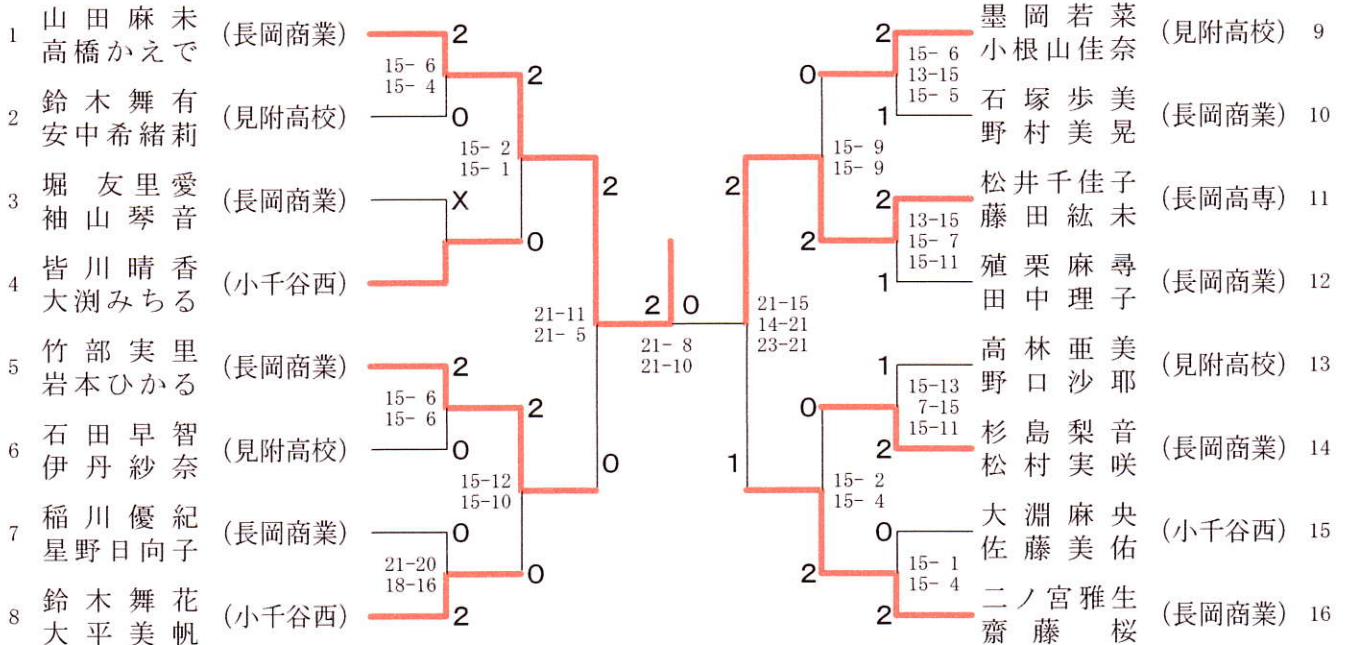 1 山田麻未 (長岡商業) 2
高橋かえで
15- 6
15- 4
2
2 鈴木舞有 (見附高校) 0
安中希緒莉
15- 2
15- 1
2
3 堀 友里愛 (長岡商業) X
袖山琴音
0
4 皆川晴香 (小千谷西)
大渕みちる
21-11
21- 5
5 竹部実里 (長岡商業) 2
岩本ひかる
15- 6
15- 6
2
6 石田早智 (見附高校) 0
伊丹紗奈
15-12
15-10
0
7 稲川優紀 (長岡商業) 0
星野日向子
21-20
18-16
0
8 鈴木舞花 (小千谷西) 2
大平美帆
2 0
21- 8
21-10
2 墨岡若菜 (見附高校) 9
小根山佳奈
15- 6
13-15
15- 5
0
1 石塚歩美 (長岡商業) 10
野村美晃
15- 9
15- 9
2
2 松井千佳子 (長岡高専) 11
藤田紘未
13-15
15- 7
15-11
2
1 殖栗麻尋 (長岡商業) 12
田中理子
21-15
14-21
23-21
1 高林亜美 (見附高校) 13
野口沙耶
15-13
7-15
15-11
0
2 杉島梨音 (長岡商業) 14
松村実咲
15- 2
15- 4
1
0 大淵麻央 (小千谷西) 15
佐藤美佑
15- 1
15- 4
2
2 二ノ宮雅生 (長岡商業) 16
齋藤桜